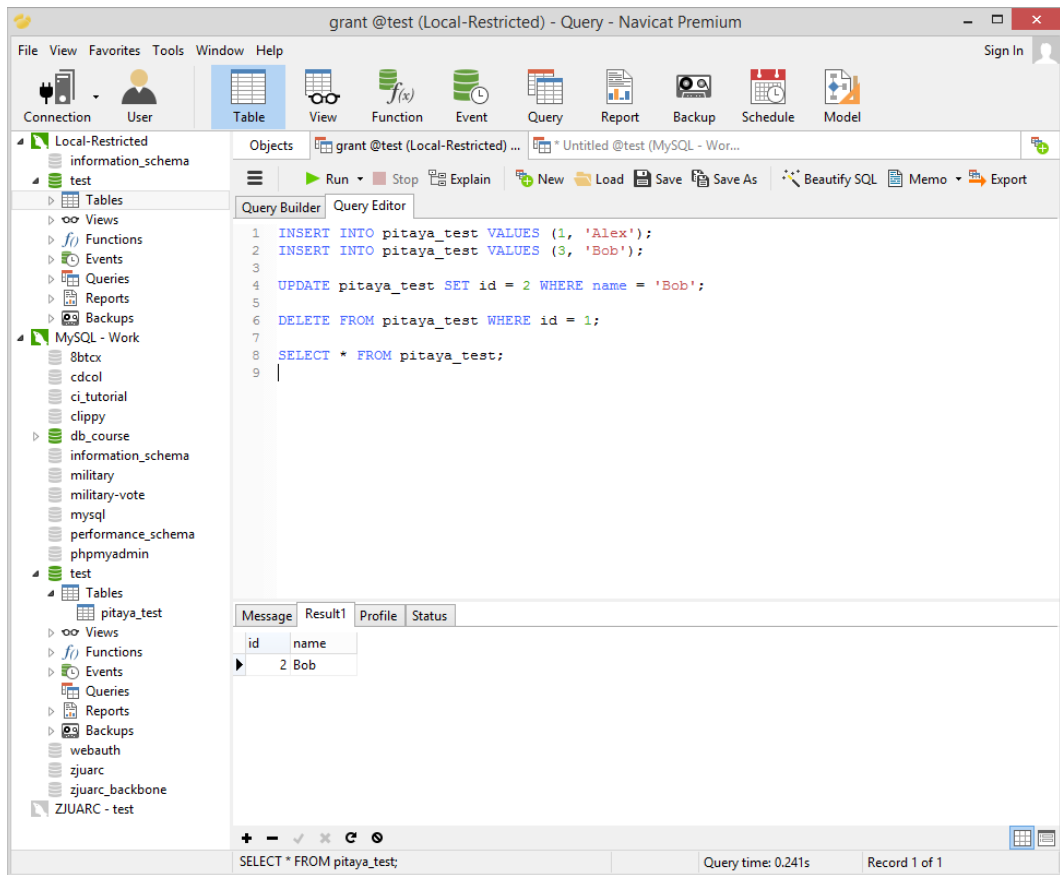 grant @test (Local-Restricted) - Query - Navicat Premium
File View Favorites Tools Window Help Sign In
Connection User Table View Function Event Query Report Backup Schedule Model
Local-Restricted
information_schema
test
Tables
Views
Functions
Events
Queries
Reports
Backups
MySQL - Work
8btcx
cdcol
ci_tutorial
clippy
db_course
information_schema
military
military-vote
mysql
performance_schema
phpmyadmin
test
Tables
pitaya_test
Views
Functions
Events
Queries
Reports
Backups
webauth
zjuarc
zjuarc_backbone
ZJUARC - test
Objects grant @test (Local-Restricted) ... * Untitled @test (MySQL - Wor...
Run Stop Explain New Load Save Save As Beautify SQL Memo Export
Query Builder Query Editor
1 INSERT INTO pitaya_test VALUES (1, 'Alex');
2 INSERT INTO pitaya_test VALUES (3, 'Bob');
3
4 UPDATE pitaya_test SET id = 2 WHERE name = 'Bob';
5
6 DELETE FROM pitaya_test WHERE id = 1;
7
8 SELECT * FROM pitaya_test;
9
Message Result1 Profile Status
id name
2 Bob
SELECT * FROM pitaya_test; Query time: 0.241s Record 1 of 1